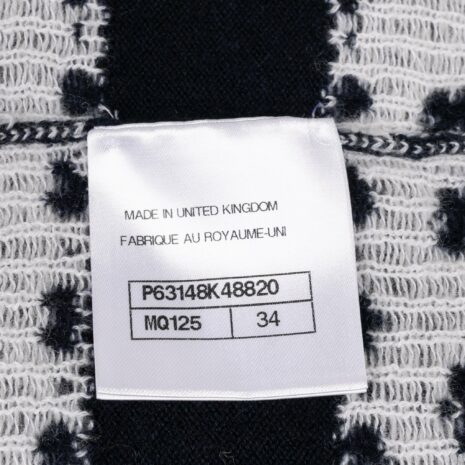 MADE IN UNITED KINGDOM
FABRIQUE AU ROYAUME-UNI
P63148K48820
MQ125 34